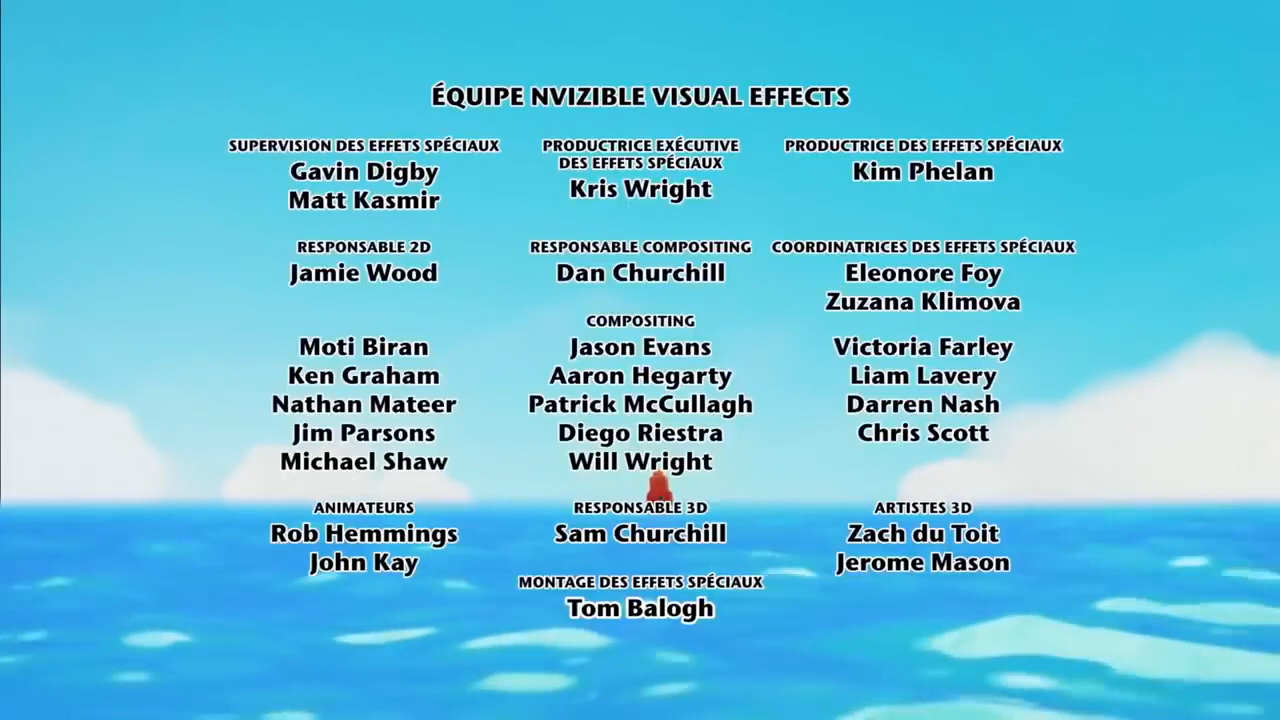 ÉQUIPE NVIZIBLE VISUAL EFFECTS
SUPERVISION DES EFFETS SPÉCIAUX
Gavin Digby
Matt Kasmir
PRODUCTRICE EXÉCUTIVE
DES EFFETS SPÉCIAUX
Kris Wright
PRODUCTRICE DES EFFETS SPÉCIAUX
Kim Phelan
RESPONSABLE 2D
Jamie Wood
RESPONSABLE COMPOSITING
Dan Churchill
COORDINATRICES DES EFFETS SPÉCIAUX
Eleonore Foy
Zuzana Klimova
COMPOSITING
Moti Biran
Ken Graham
Nathan Mateer
Jim Parsons
Michael Shaw
Jason Evans
Aaron Hegarty
Patrick McCullagh
Diego Riestra
Will Wright
Victoria Farley
Liam Lavery
Darren Nash
Chris Scott
ANIMATEURS
Rob Hemmings
John Kay
RESPONSABLE 3D
Sam Churchill
ARTISTES 3D
Zach du Toit
Jerome Mason
MONTAGE DES EFFETS SPÉCIAUX
Tom Balogh